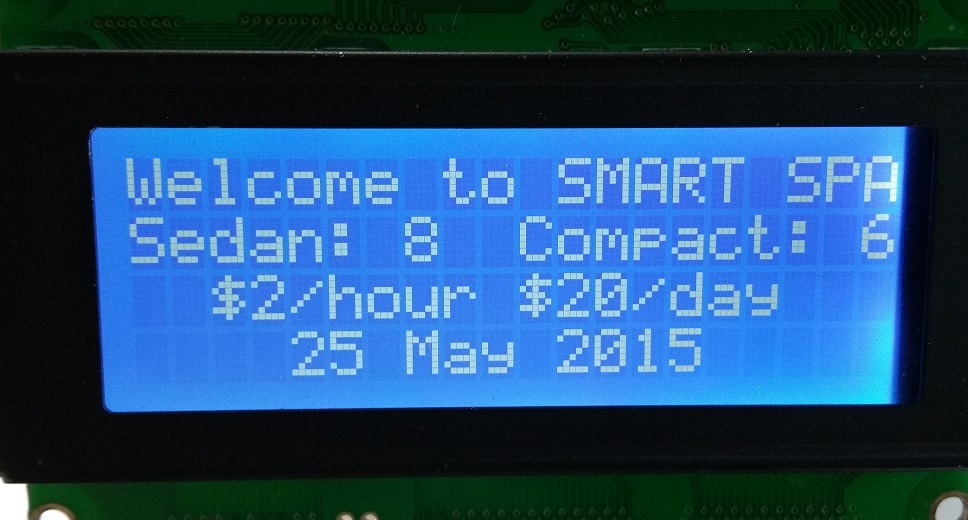 Welcome to SMART SPA
Sedan: 8  Compact: 6
$2/hour $20/day
25 May 2015